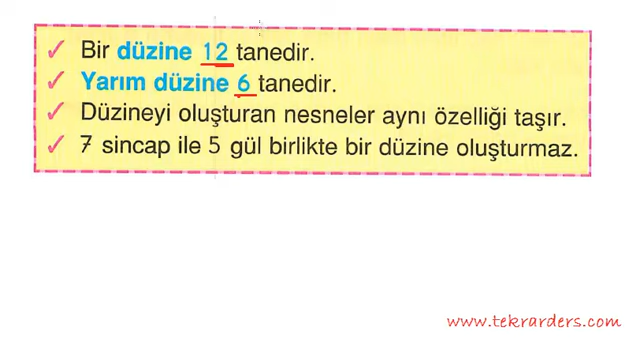 ✓ Bir düzine 12 tanedir.
✓ Yarım düzine 6 tanedir.
✓ Düzineyi oluşturan nesneler aynı özelliği taşır.
✓ 7 sincap ile 5 gül birlikte bir düzine oluşturmaz.
www.tekrarders.com